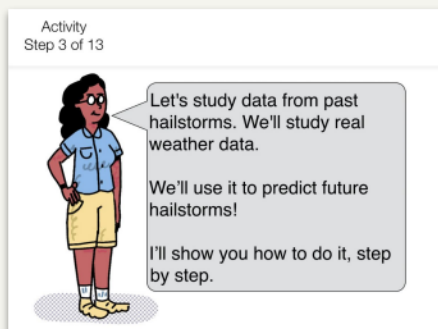 Activity
Step 3 of 13
Let's study data from past
hailstorms. We'll study real
weather data.
We'll use it to predict future
hailstorms!
I'll show you how to do it, step
by step.